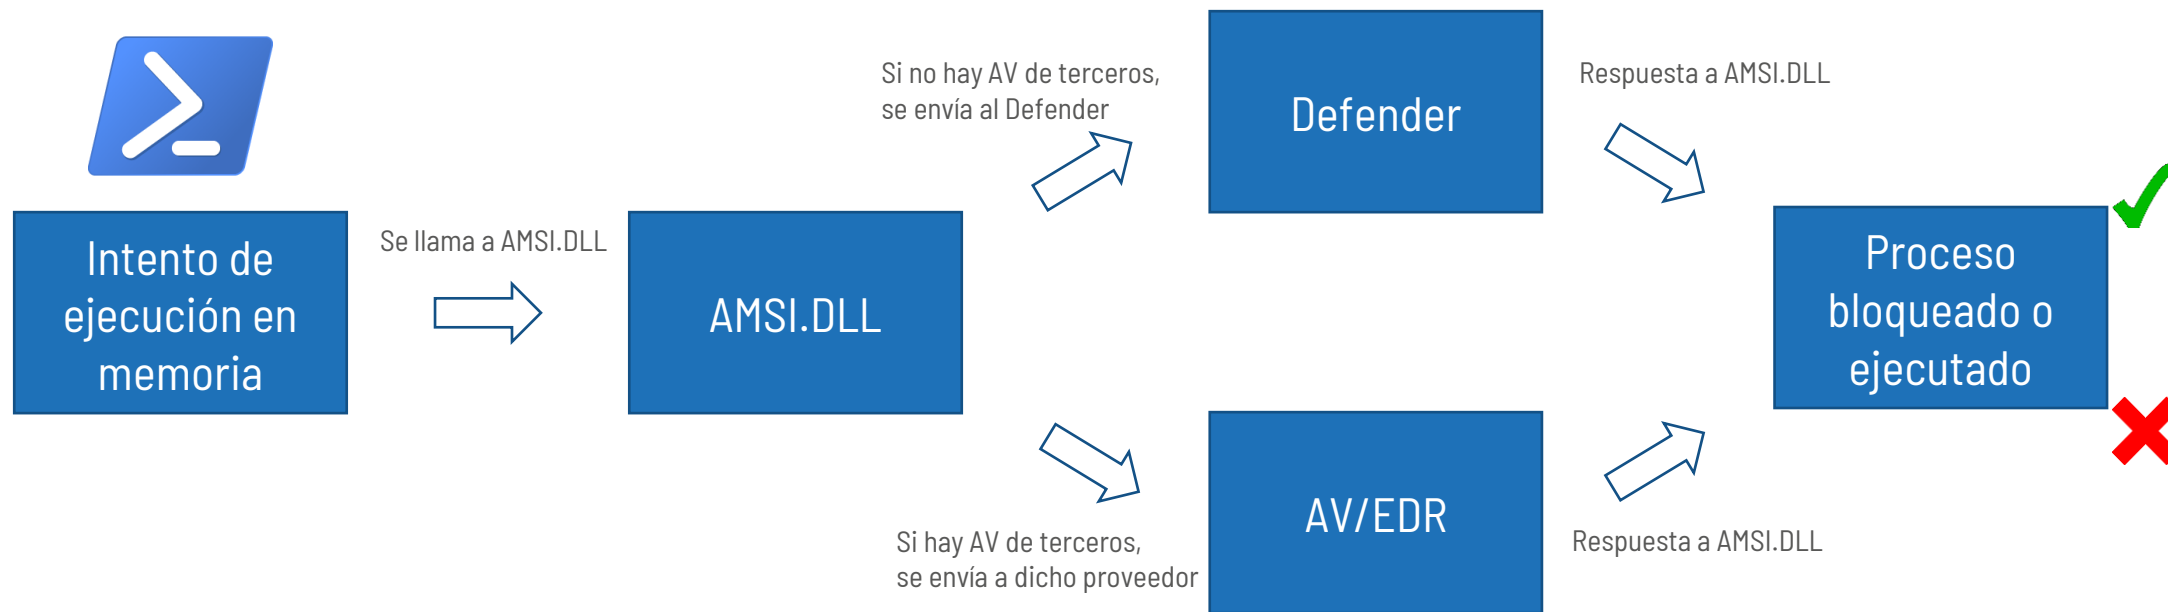 Intento de
ejecución en
memoria
Se llama a AMSI.DLL
AMSI.DLL
Si no hay AV de terceros,
se envía al Defender
Defender
Respuesta a AMSI.DLL
Si hay AV de terceros,
se envía a dicho proveedor
AV/EDR
Respuesta a AMSI.DLL
Proceso
bloqueado o
ejecutado